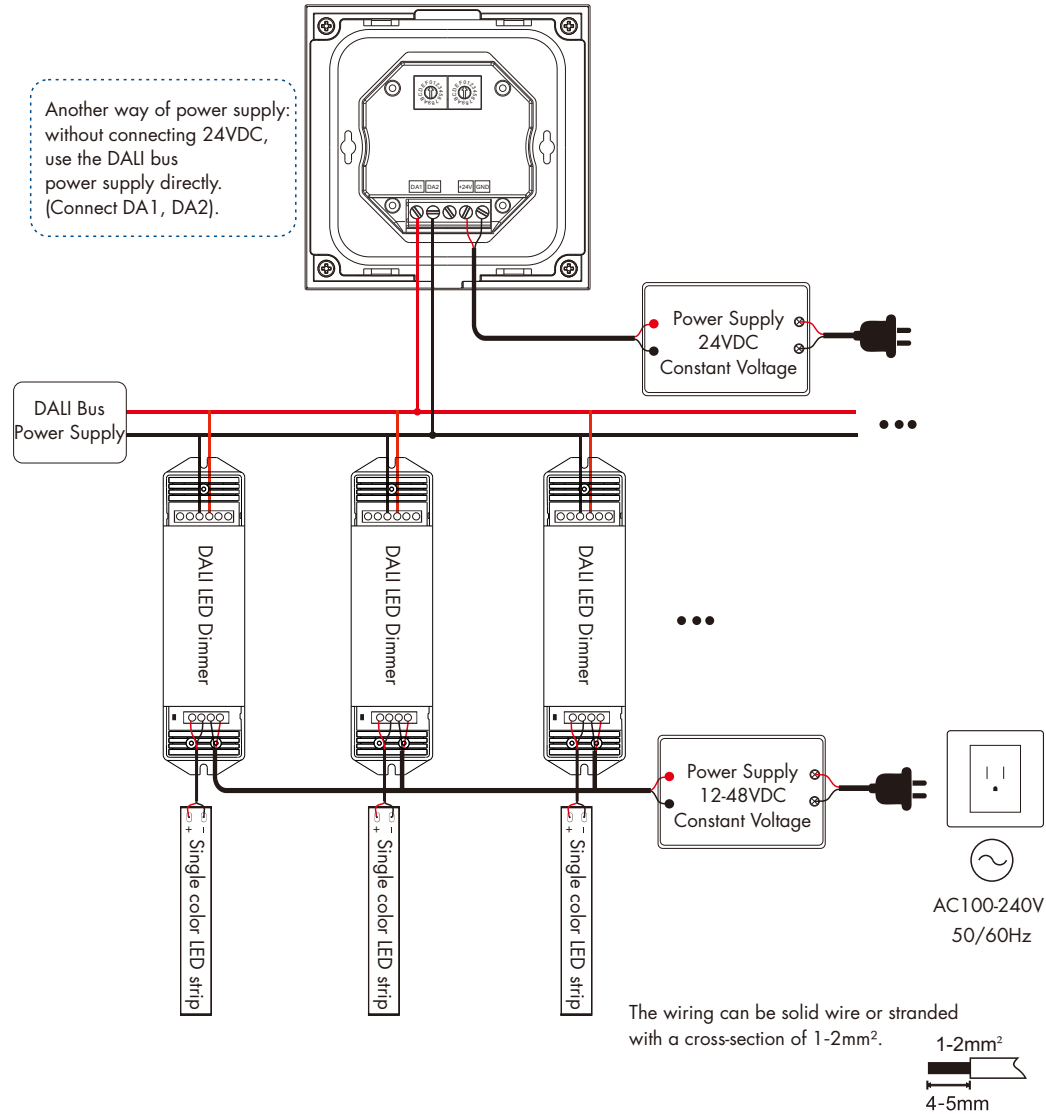 Another way of power supply:
without connecting 24VDC,
use the DALI bus
power supply directly.
(Connect DA1, DA2).
DA1 DA2 +24V GND
Power Supply
24VDC
Constant Voltage
DALI Bus
Power Supply
DALI LED Dimmer
DALI LED Dimmer
DALI LED Dimmer
Power Supply
12-48VDC
Constant Voltage
+ –
Single color LED strip
+ –
Single color LED strip
+ –
Single color LED strip
AC100-240V
50/60Hz
The wiring can be solid wire or stranded
with a cross-section of 1-2mm².
1-2mm²
4-5mm